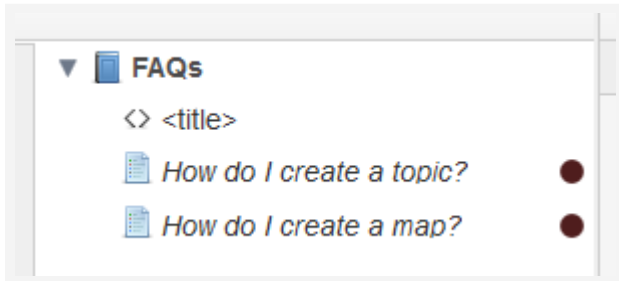 FAQs
<title>
How do I create a topic?
How do I create a map?